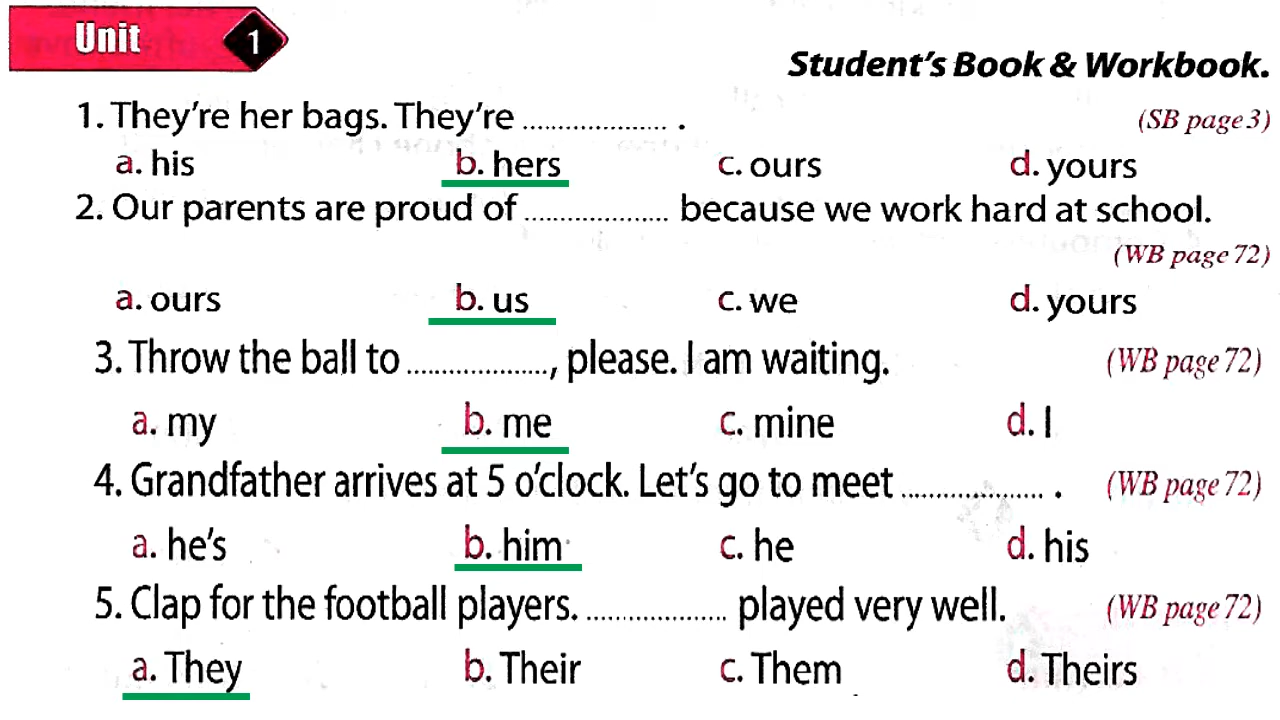 Unit 1
Student's Book & Workbook.
1. They're her bags. They're .................... . (SB page 3)
a. his b. hers c. ours d. yours
2. Our parents are proud of .................... because we work hard at school.
(WB page 72)
a. ours b. us c. we d. yours
3. Throw the ball to ...................., please. I am waiting. (WB page 72)
a. my b. me c. mine d. I
4. Grandfather arrives at 5 o'clock. Let's go to meet .................... . (WB page 72)
a. he's b. him c. he d. his
5. Clap for the football players. .................... played very well. (WB page 72)
a. They b. Their c. Them d. Theirs